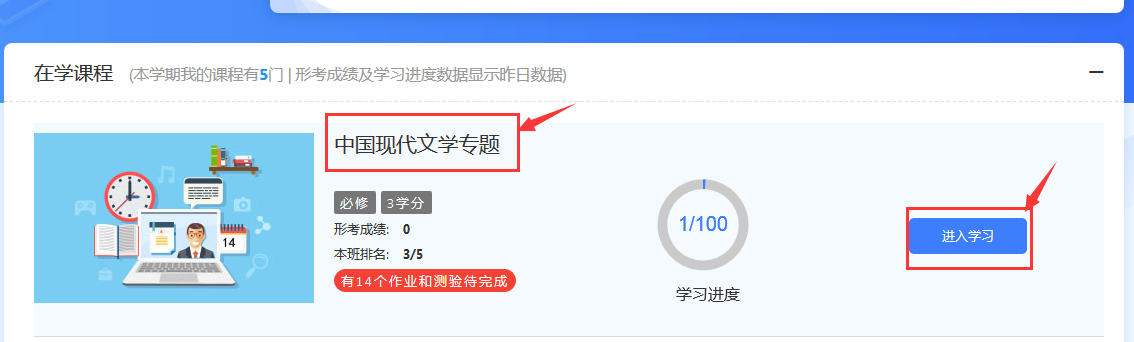 在学课程 (本学期我的课程有5门 | 形考成绩及学习进度数据显示昨日数据)
中国现代文学专题
必修 3学分
形考成绩: 0
本班排名: 3/5
有14个作业和测验待完成
14
1/100
学习进度
进入学习